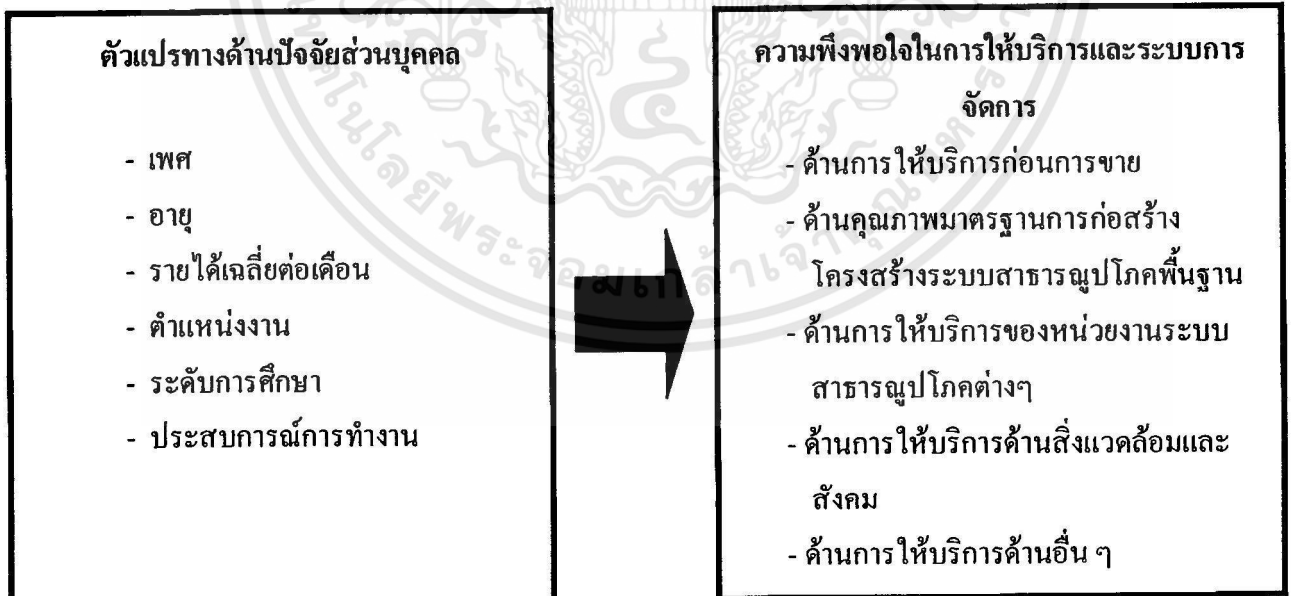 ตัวแปรทางด้านปัจจัยส่วนบุคคล
- เพศ
- อายุ
- รายได้เฉลี่ยต่อเดือน
- ตำแหน่งงาน
- ระดับการศึกษา
- ประสบการณ์การทำงาน
ความพึงพอใจในการให้บริการและระบบการ
จัดการ
- ด้านการให้บริการก่อนการขาย
- ด้านคุณภาพมาตรฐานการก่อสร้าง
โครงสร้างระบบสาธารณูปโภคพื้นฐาน
- ด้านการให้บริการของหน่วยงานระบบ
สาธารณูปโภคต่างๆ
- ด้านการให้บริการด้านสิ่งแวดล้อมและ
สังคม
- ด้านการให้บริการด้านอื่น ๆ